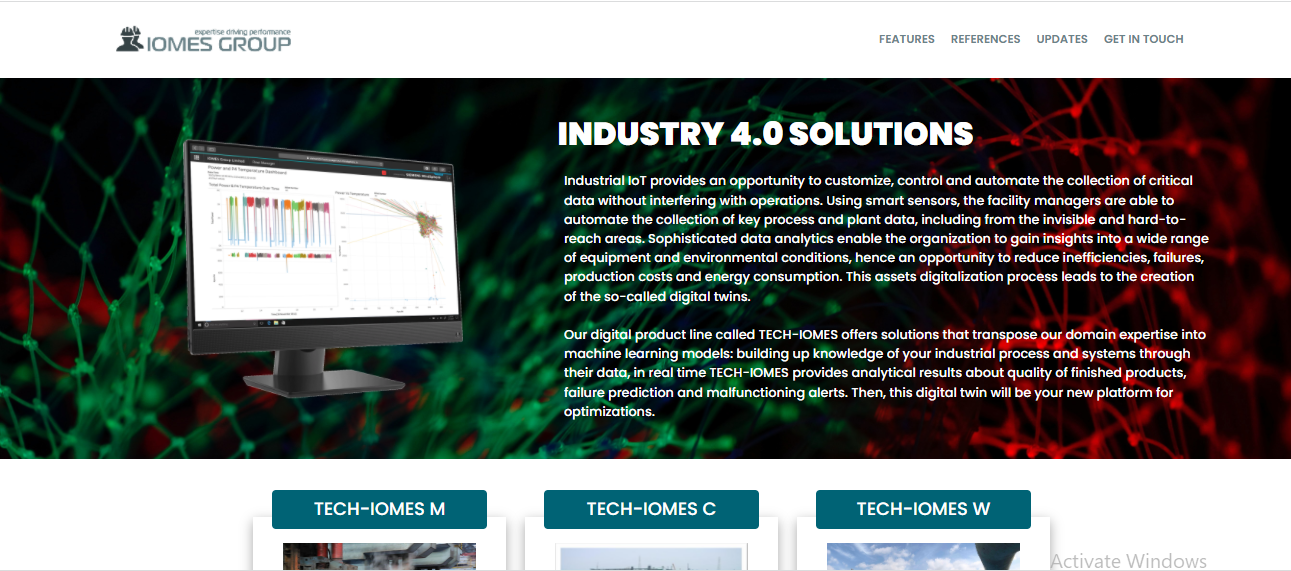 expertise driving performance
IOMES GROUP
FEATURES REFERENCES UPDATES GET IN TOUCH
INDUSTRY 4.0 SOLUTIONS
Industrial IoT provides an opportunity to customize, control and automate the collection of critical
data without interfering with operations. Using smart sensors, the facility managers are able to
automate the collection of key process and plant data, including from the invisible and hard-to-
reach areas. Sophisticated data analytics enable the organization to gain insights into a wide range
of equipment and environmental conditions, hence an opportunity to reduce inefficiencies, failures,
production costs and energy consumption. This assets digitalization process leads to the creation
of the so-called digital twins.
Our digital product line called TECH-IOMES offers solutions that transpose our domain expertise into
machine learning models: building up knowledge of your industrial process and systems through
their data, in real time TECH-IOMES provides analytical results about quality of finished products,
failure prediction and malfunctioning alerts. Then, this digital twin will be your new platform for
optimizations.
Power and FH Temperature Dashboard
TECH-IOMES M TECH-IOMES C TECH-IOMES W
Activate Windows